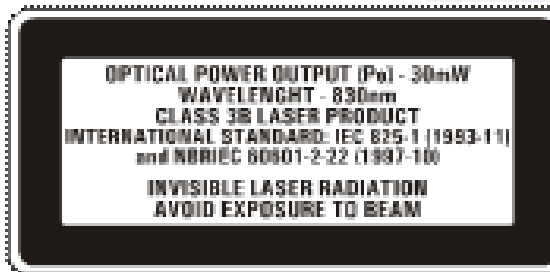 OPTICAL POWER OUTPUT (Po) - 30mW
WAVELENGHT - 830nm
CLASS 3B LASER PRODUCT
INTERNATIONAL STANDARD: IEC 825-1 (1993-11)
and NBRIEC 60601-2-22 (1997-10)
INVISIBLE LASER RADIATION
AVOID EXPOSURE TO BEAM